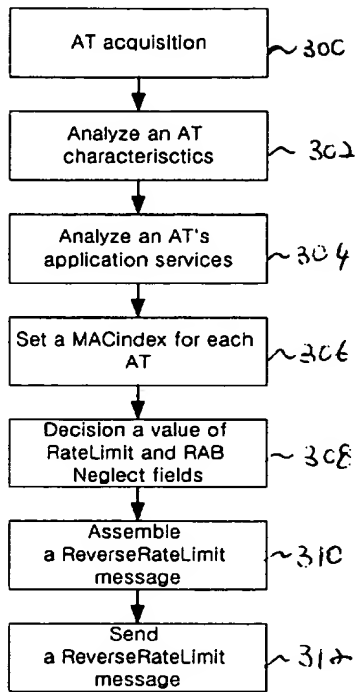 AT acquisition
300
Analyze an AT
characterisctics
302
Analyze an AT's
application services
304
Set a MACindex for each
AT
306
Decision a value of
RateLimit and RAB
Neglect fields
308
Assemble
a ReverseRateLimit
message
310
Send
a ReverseRateLimit
message
312